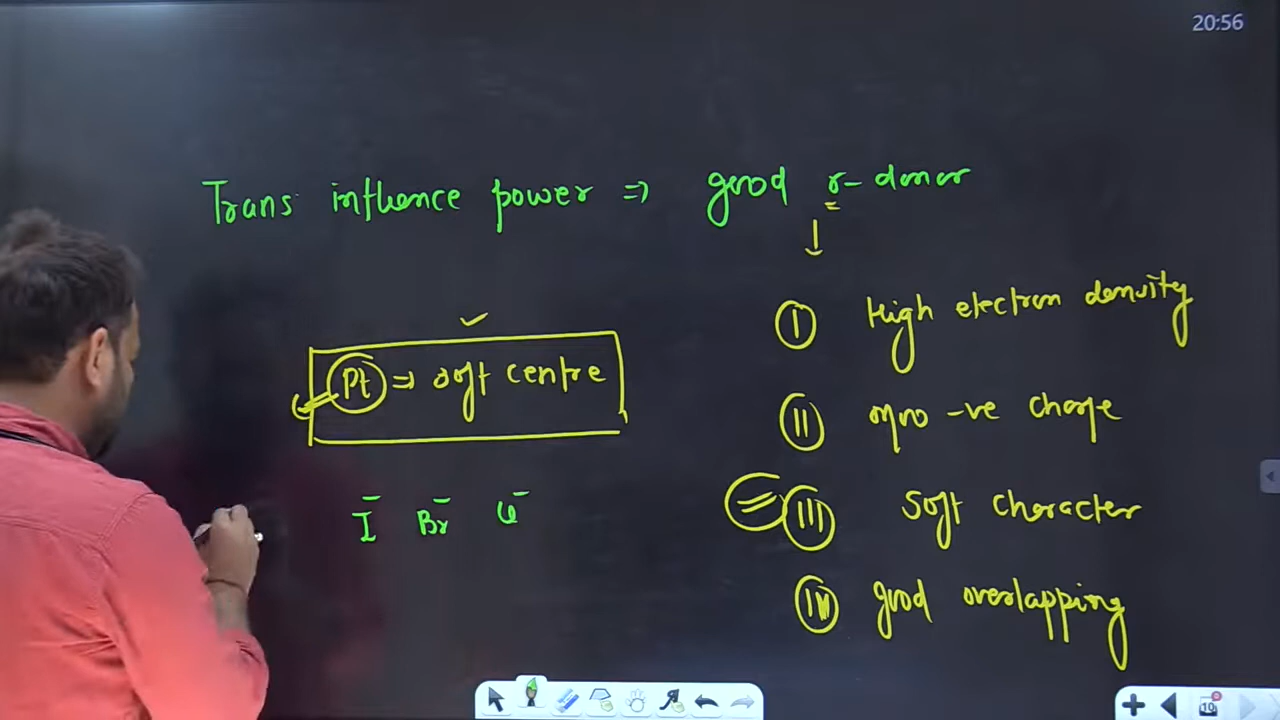 20:56
Trans influence power ⇒ good σ-donor
↓
I High electron density
Pt ⇒ soft centre
II -ve charge
I⁻ Br⁻ Cl⁻
III Soft character
IV good overlapping
10